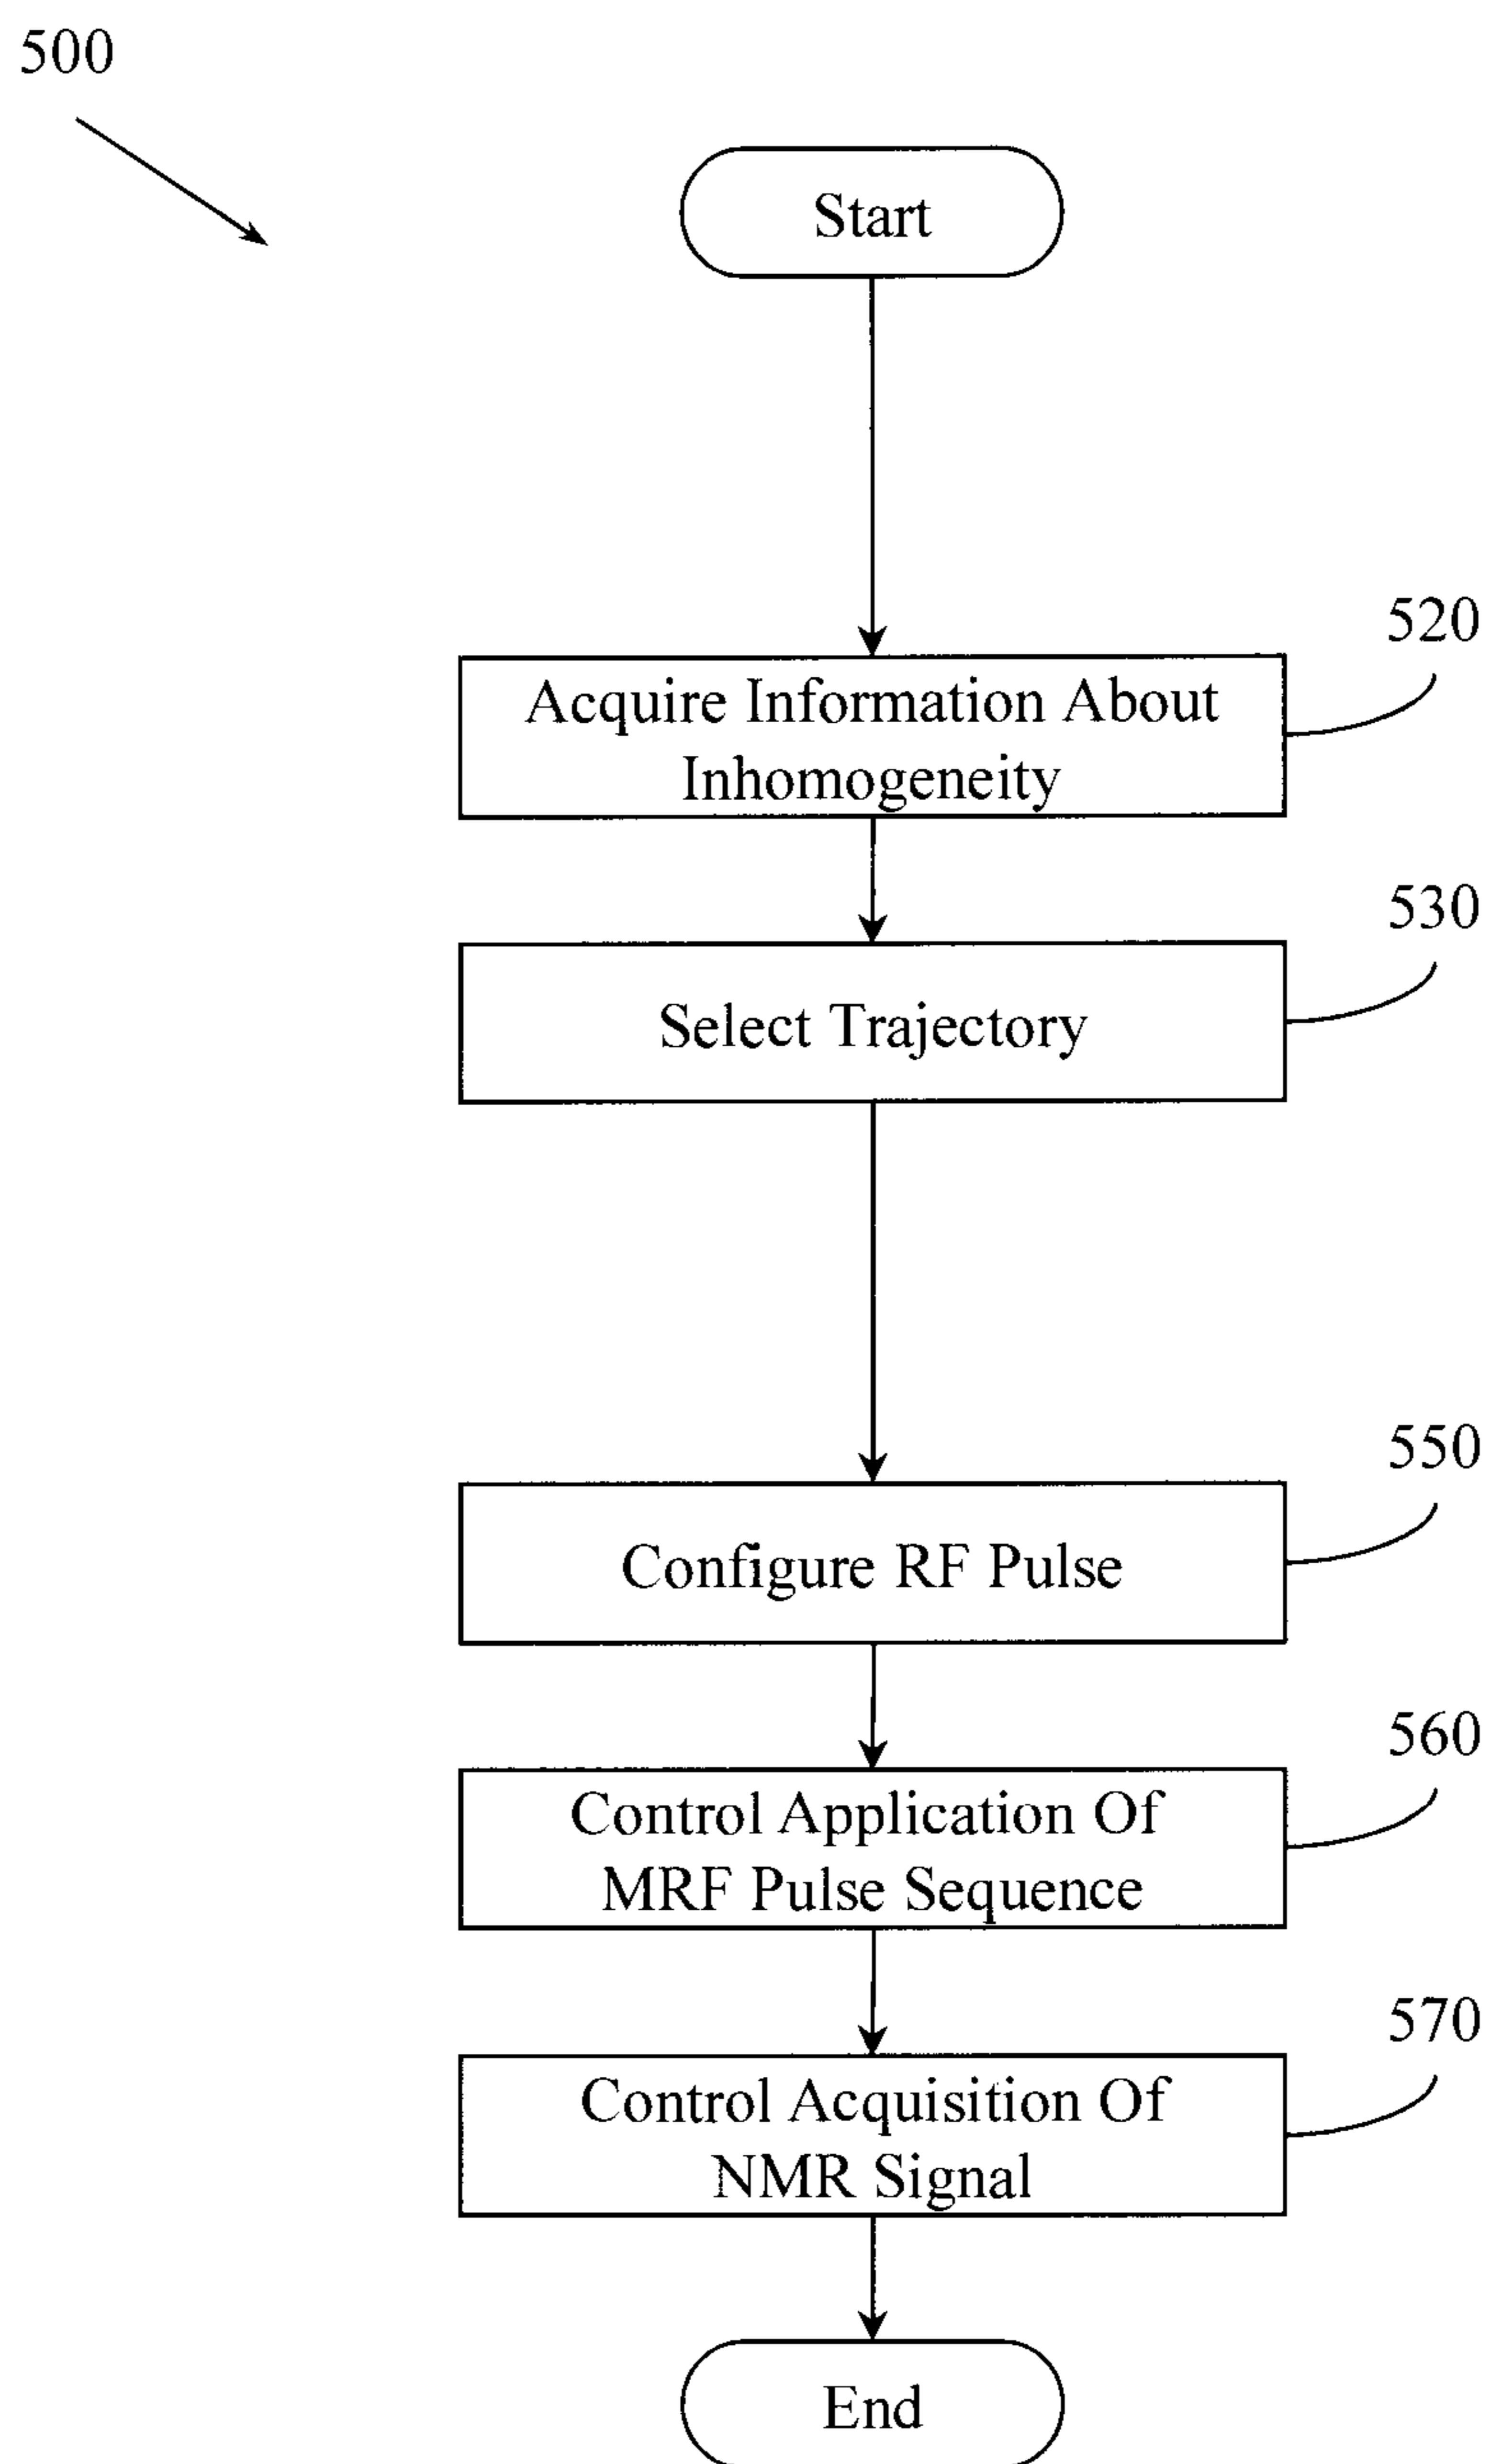 500
Start
520
Acquire Information About
Inhomogeneity
530
Select Trajectory
550
Configure RF Pulse
560
Control Application Of
MRF Pulse Sequence
570
Control Acquisition Of
NMR Signal
End